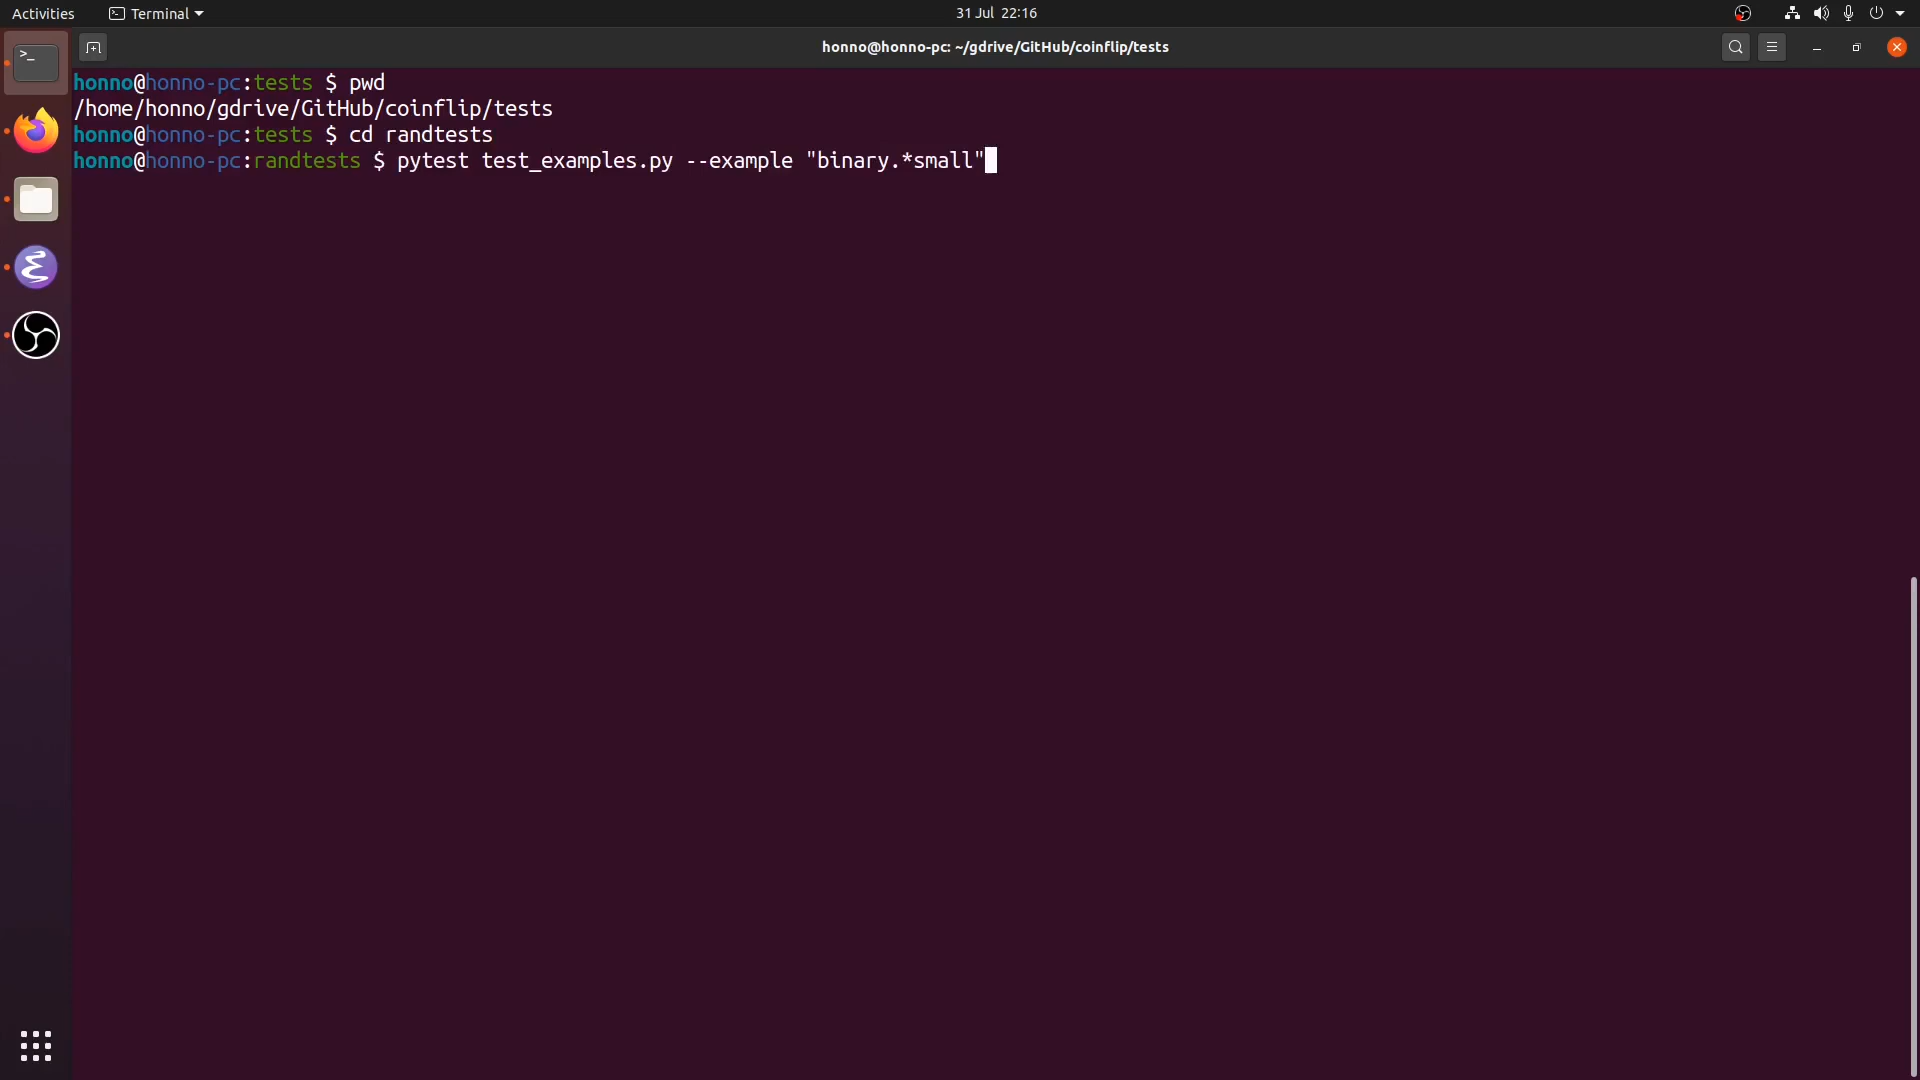 Activities
Terminal
31 Jul 22:16
honno@honno-pc: ~/gdrive/GitHub/coinflip/tests
honno@honno-pc:tests $ pwd
/home/honno/gdrive/GitHub/coinflip/tests
honno@honno-pc:tests $ cd randtests
honno@honno-pc:randtests $ pytest test_examples.py --example "binary.*small"